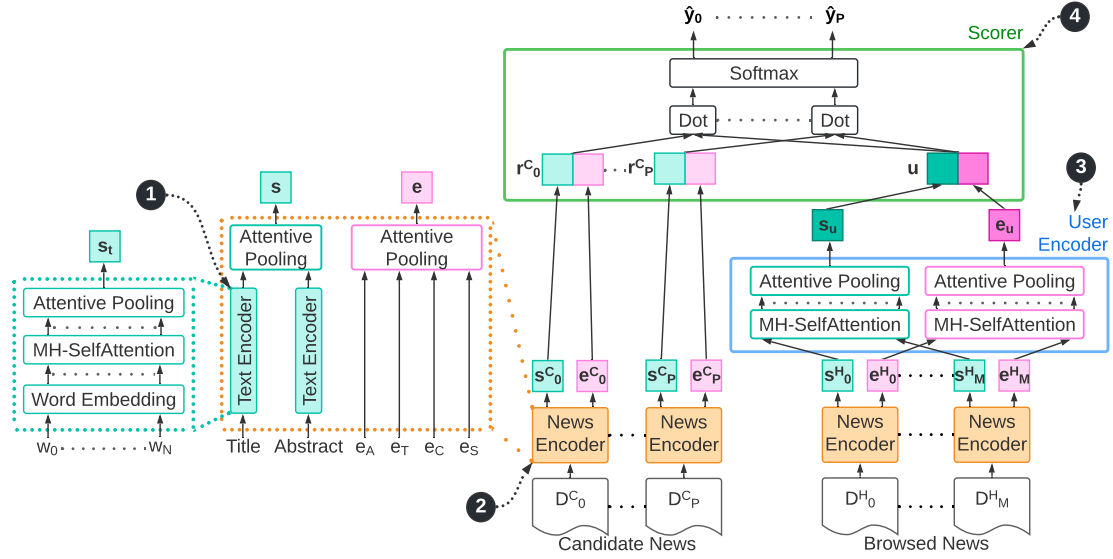 ŷ₀ ŷP
4
Scorer
Softmax
Dot Dot
rC0 rCP u
1
3
s e
User
Encoder
Attentive
Pooling
Attentive
Pooling
st
su eu
Attentive Pooling
MH-SelfAttention
Word Embedding
Text Encoder
Text Encoder
Attentive Pooling
MH-SelfAttention
Attentive Pooling
MH-SelfAttention
sC0 eC0 sCP eCP
sH0 eH0 sHM eHM
News
Encoder
News
Encoder
News
Encoder
News
Encoder
w0 wN
Title Abstract eA eT eC eS
2
DC0 DCP DH0 DHM
Candidate News Browsed News